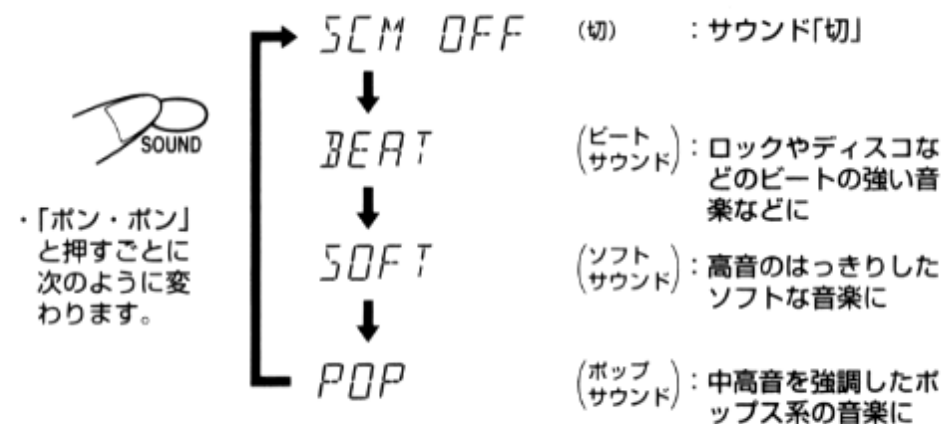 SCM OFF (切) : サウンド「切」
SOUND
・「ポン・ポン」
と押すごとに
次のように変
わります。
BEAT (ビート
サウンド) : ロックやディスコな
どのビートの強い音
楽などに
SOFT (ソフト
サウンド) : 高音のはっきりした
ソフトな音楽に
POP (ポップ
サウンド) : 中高音を強調したポ
ップス系の音楽に